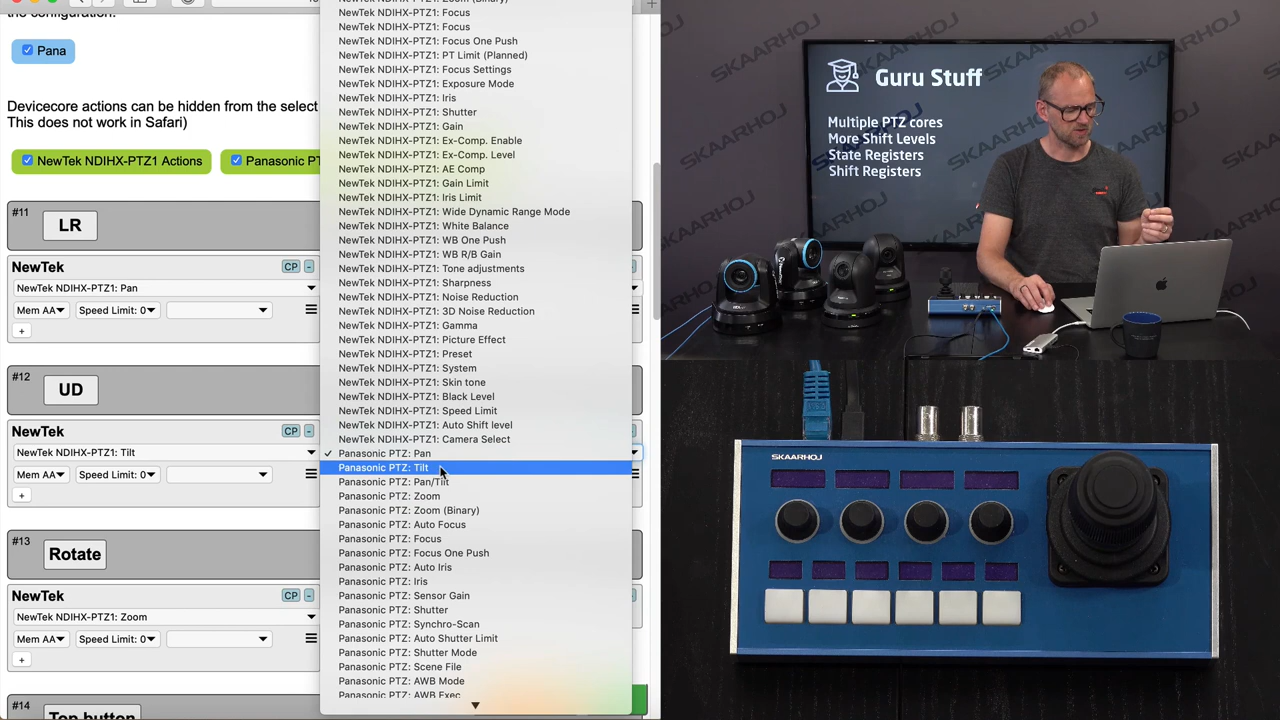 the configuration.
Pana
Devicecore actions can be hidden from the select
This does not work in Safari)
NewTek NDIHX-PTZ1 Actions
Panasonic PT
#11
LR
NewTek
CP
-
NewTek NDIHX-PTZ1: Pan
Mem AA
Speed Limit: 0
+
#12
UD
NewTek
CP
-
NewTek NDIHX-PTZ1: Tilt
Mem AA
Speed Limit: 0
+
#13
Rotate
NewTek
CP
-
NewTek NDIHX-PTZ1: Zoom
Mem AA
Speed Limit: 0
+
#14
Top button
NewTek NDIHX-PTZ1: Zoom (Binary)
NewTek NDIHX-PTZ1: Focus
NewTek NDIHX-PTZ1: Focus
NewTek NDIHX-PTZ1: Focus One Push
NewTek NDIHX-PTZ1: PT Limit (Planned)
NewTek NDIHX-PTZ1: Focus Settings
NewTek NDIHX-PTZ1: Exposure Mode
NewTek NDIHX-PTZ1: Iris
NewTek NDIHX-PTZ1: Shutter
NewTek NDIHX-PTZ1: Gain
NewTek NDIHX-PTZ1: Ex-Comp. Enable
NewTek NDIHX-PTZ1: Ex-Comp. Level
NewTek NDIHX-PTZ1: AE Comp
NewTek NDIHX-PTZ1: Gain Limit
NewTek NDIHX-PTZ1: Iris Limit
NewTek NDIHX-PTZ1: Wide Dynamic Range Mode
NewTek NDIHX-PTZ1: White Balance
NewTek NDIHX-PTZ1: WB One Push
NewTek NDIHX-PTZ1: WB R/B Gain
NewTek NDIHX-PTZ1: Tone adjustments
NewTek NDIHX-PTZ1: Sharpness
NewTek NDIHX-PTZ1: Noise Reduction
NewTek NDIHX-PTZ1: 3D Noise Reduction
NewTek NDIHX-PTZ1: Gamma
NewTek NDIHX-PTZ1: Picture Effect
NewTek NDIHX-PTZ1: Preset
NewTek NDIHX-PTZ1: System
NewTek NDIHX-PTZ1: Skin tone
NewTek NDIHX-PTZ1: Black Level
NewTek NDIHX-PTZ1: Speed Limit
NewTek NDIHX-PTZ1: Auto Shift level
NewTek NDIHX-PTZ1: Camera Select
✓ Panasonic PTZ: Pan
Panasonic PTZ: Tilt
Panasonic PTZ: Pan/Tilt
Panasonic PTZ: Zoom
Panasonic PTZ: Zoom (Binary)
Panasonic PTZ: Auto Focus
Panasonic PTZ: Focus
Panasonic PTZ: Focus One Push
Panasonic PTZ: Auto Iris
Panasonic PTZ: Iris
Panasonic PTZ: Sensor Gain
Panasonic PTZ: Shutter
Panasonic PTZ: Synchro-Scan
Panasonic PTZ: Auto Shutter Limit
Panasonic PTZ: Shutter Mode
Panasonic PTZ: Scene File
Panasonic PTZ: AWB Mode
Panasonic PTZ: AWB Exec
Guru Stuff
Multiple PTZ cores
More Shift Levels
State Registers
Shift Registers
SKAARHOJ